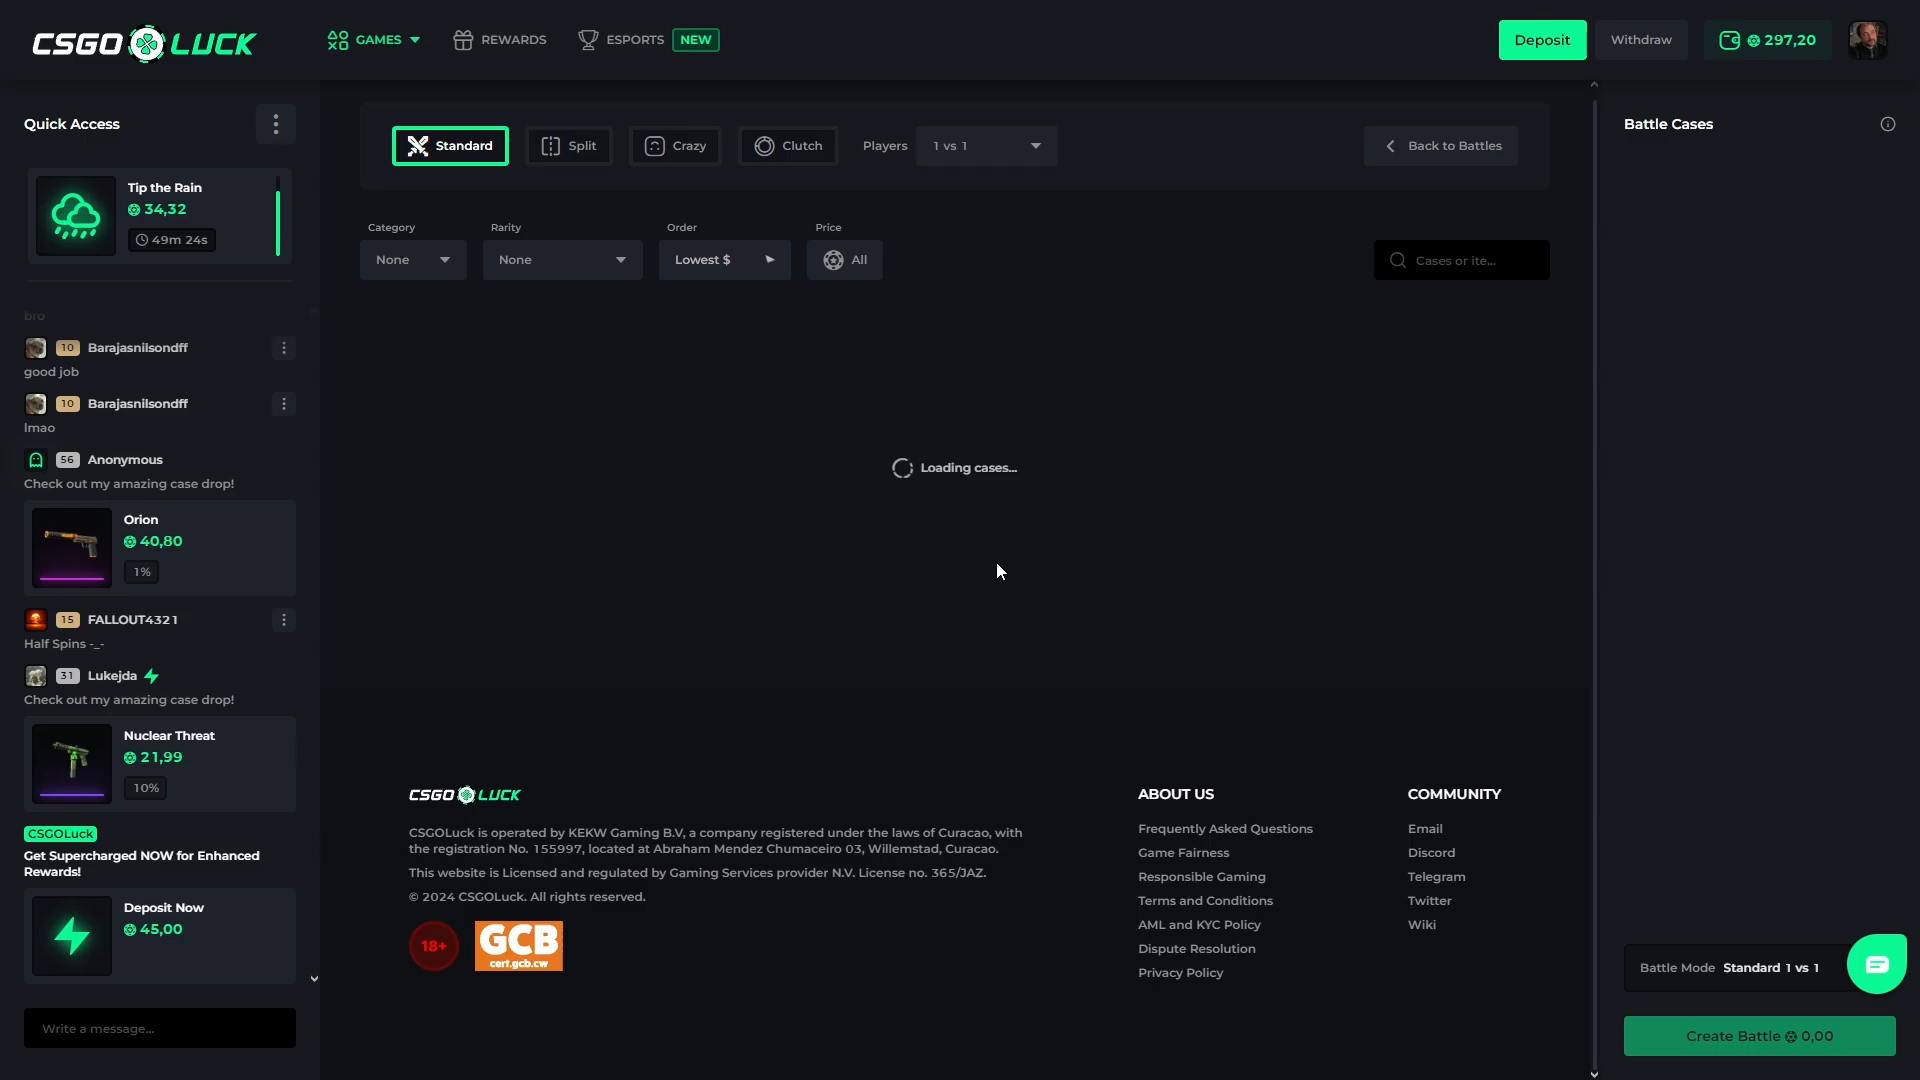 CSGO LUCK
GAMES
REWARDS
ESPORTS NEW
Deposit
Withdraw
297,20
Quick Access
Tip the Rain
34,32
49m 24s
bro
10 Barajasnilsondff
good job
10 Barajasnilsondff
lmao
56 Anonymous
Check out my amazing case drop!
Orion
40,80
1%
15 FALLOUT4321
Half Spins -_-
31 Lukejda
Check out my amazing case drop!
Nuclear Threat
21,99
10%
CSGOLuck
Get Supercharged NOW for Enhanced
Rewards!
Deposit Now
45,00
Write a message...
Standard
Split
Crazy
Clutch
Players
1 vs 1
Back to Battles
Category
None
Rarity
None
Order
Lowest $
Price
All
Cases or ite...
Loading cases...
CSGO LUCK
CSGOLuck is operated by KEKW Gaming B.V, a company registered under the laws of Curacao, with
the registration No. 155997, located at Abraham Mendez Chumaceiro 03, Willemstad, Curacao.
This website is Licensed and regulated by Gaming Services provider N.V. License no. 365/JAZ.
© 2024 CSGOLuck. All rights reserved.
18+
GCB
cert.gcb.cw
ABOUT US
Frequently Asked Questions
Game Fairness
Responsible Gaming
Terms and Conditions
AML and KYC Policy
Dispute Resolution
Privacy Policy
COMMUNITY
Email
Discord
Telegram
Twitter
Wiki
Battle Cases
Battle Mode Standard 1 vs 1
Create Battle 0,00